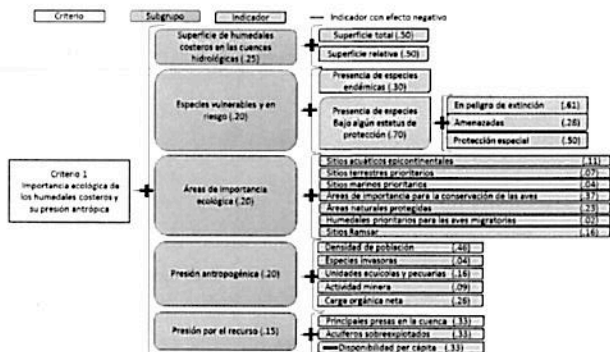 Criterio
Subgrupo
Indicador
Indicador con efecto negativo
Criterio 1
Importancia ecológica de
los humedales costeros y
su presión antrópica
Superficie de humedales
costeros en las cuencas
hidrológicas (.25)
Superficie total (.50)
Superficie relativa (.50)
Especies vulnerables y en
riesgo (.20)
Presencia de especies
endémicas (.30)
Presencia de especies
Bajo algún estetus de
protección (.70)
En peligro de extinción (.61)
Amenazadas (.26)
Protección especial (.50)
Áreas de importancia
ecológica (.20)
Sitios acuáticos epicontinentales (.11)
Sitios terrestres prioritarios (.07)
Sitios marinos prioritarios (.04)
Áreas de importancia para la conservación de las aves (.37)
Áreas naturales protegidas (.23)
Humedales prioritarios para las aves migratorias (.02)
Sitios Ramsar (.16)
Presión antropogénica (.20)
Densidad de población (.46)
Especies invasoras (.04)
Unidades acuícolas y pecuarias (.16)
Actividad minera (.09)
Carga orgánica neta (.26)
Presión por el recurso (.15)
Principales presas en la cuenca (.33)
Acuíferos sobreexplotados (.33)
Disponibilidad per cápita (.33)